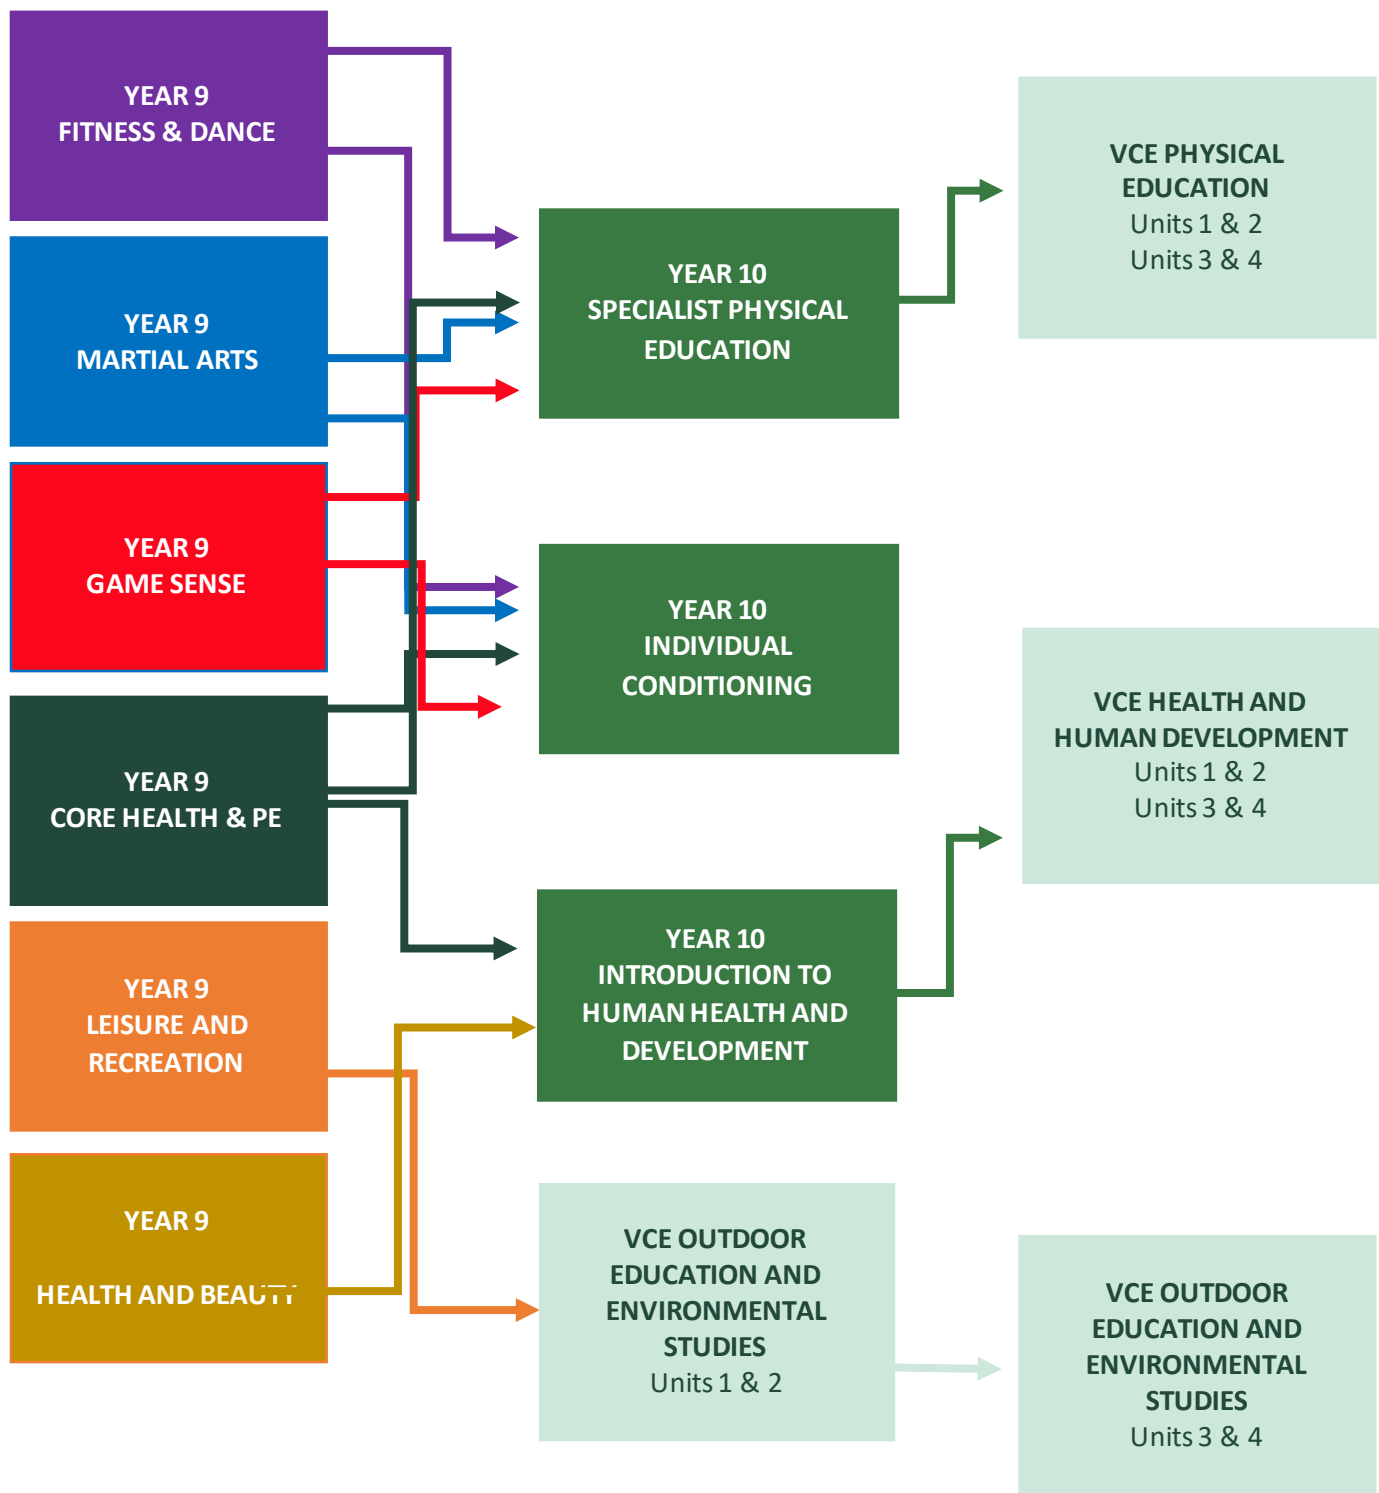 YEAR 9
FITNESS & DANCE
YEAR 9
MARTIAL ARTS
YEAR 9
GAME SENSE
YEAR 9
CORE HEALTH & PE
YEAR 9
LEISURE AND
RECREATION
YEAR 9
HEALTH AND BEAUTY
YEAR 10
SPECIALIST PHYSICAL
EDUCATION
YEAR 10
INDIVIDUAL
CONDITIONING
YEAR 10
INTRODUCTION TO
HUMAN HEALTH AND
DEVELOPMENT
VCE OUTDOOR
EDUCATION AND
ENVIRONMENTAL
STUDIES
Units 1 & 2
VCE PHYSICAL
EDUCATION
Units 1 & 2
Units 3 & 4
VCE HEALTH AND
HUMAN DEVELOPMENT
Units 1 & 2
Units 3 & 4
VCE OUTDOOR
EDUCATION AND
ENVIRONMENTAL
STUDIES
Units 3 & 4